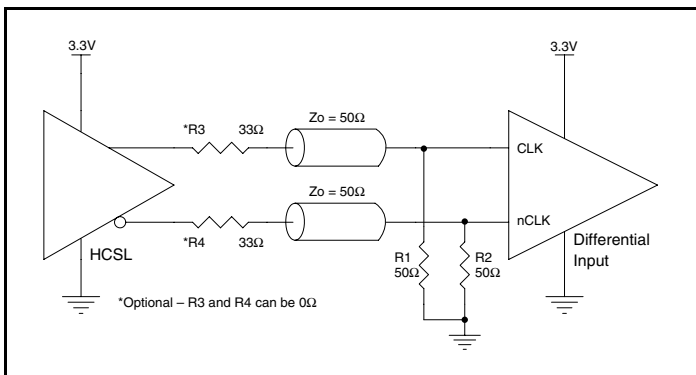 3.3V
3.3V
*R3
33Ω
Zo = 50Ω
CLK
Zo = 50Ω
*R4
33Ω
nCLK
HCSL
Differential
Input
R1
50Ω
R2
50Ω
*Optional – R3 and R4 can be 0Ω